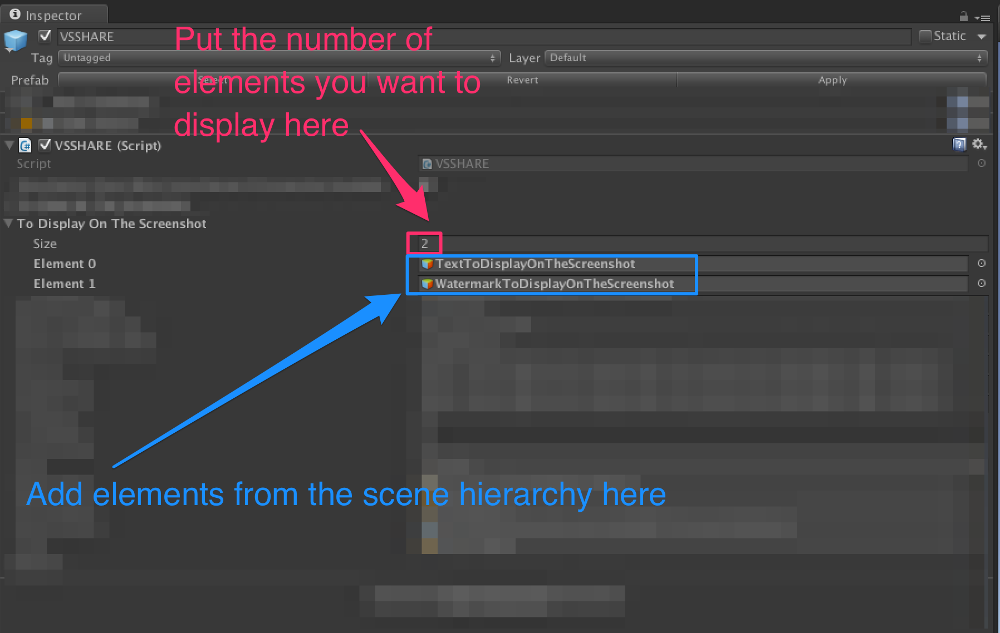 Inspector
VSSHARE
Static
Tag
Untagged
Layer
Default
Prefab
Select
Revert
Apply
Put the number of
elements you want to
display here
VSSHARE (Script)
Script
VSSHARE
To Display On The Screenshot
Size
2
Element 0
TextToDisplayOnTheScreenshot
Element 1
WatermarkToDisplayOnTheScreenshot
Add elements from the scene hierarchy here